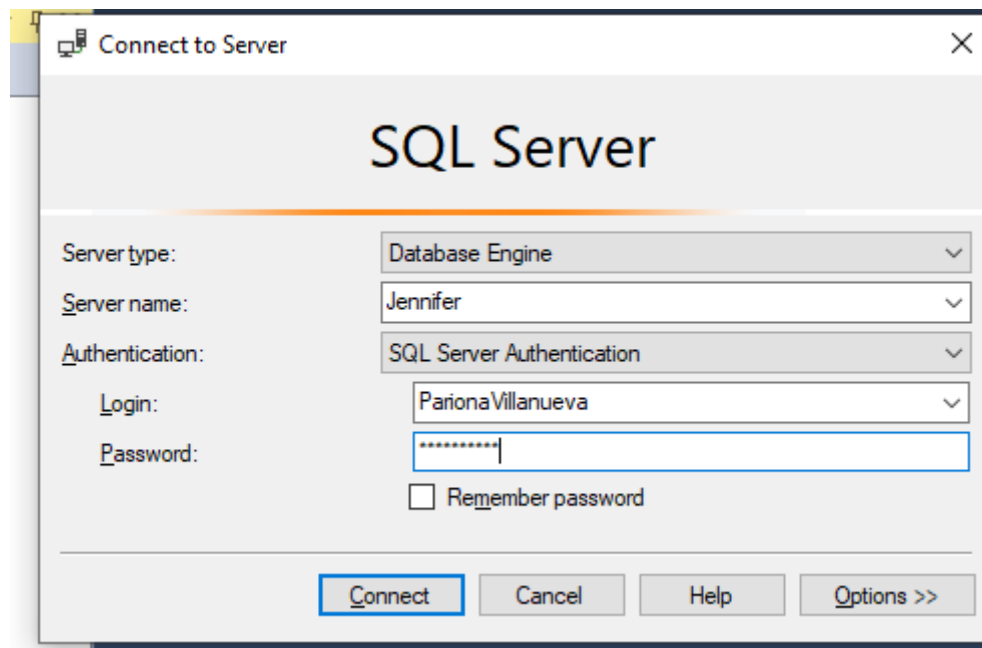 Connect to Server
SQL Server
Server type: Database Engine
Server name: Jennifer
Authentication: SQL Server Authentication
Login: ParionaVillanueva
Password: **********
Remember password
Connect Cancel Help Options >>